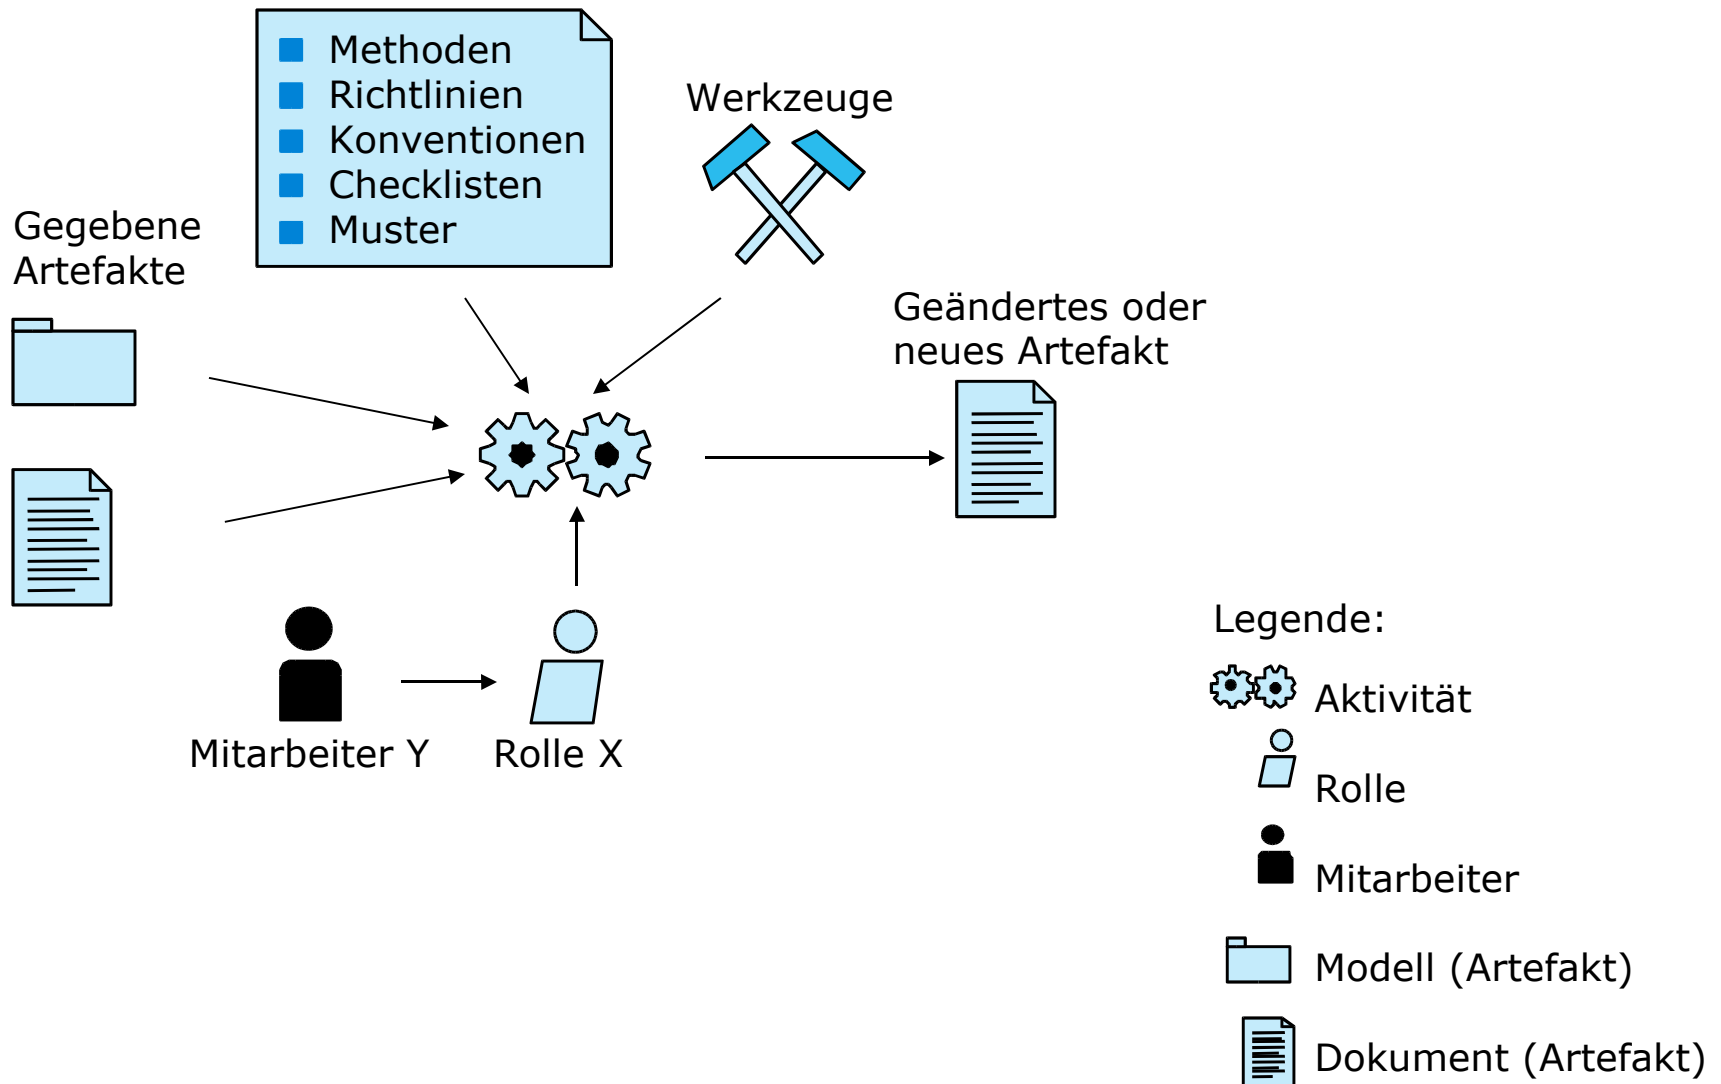 Methoden
Richtlinien
Konventionen
Checklisten
Muster
Werkzeuge
Gegebene
Artefakte
Geändertes oder
neues Artefakt
Mitarbeiter Y
Rolle X
Legende:
Aktivität
Rolle
Mitarbeiter
Modell (Artefakt)
Dokument (Artefakt)